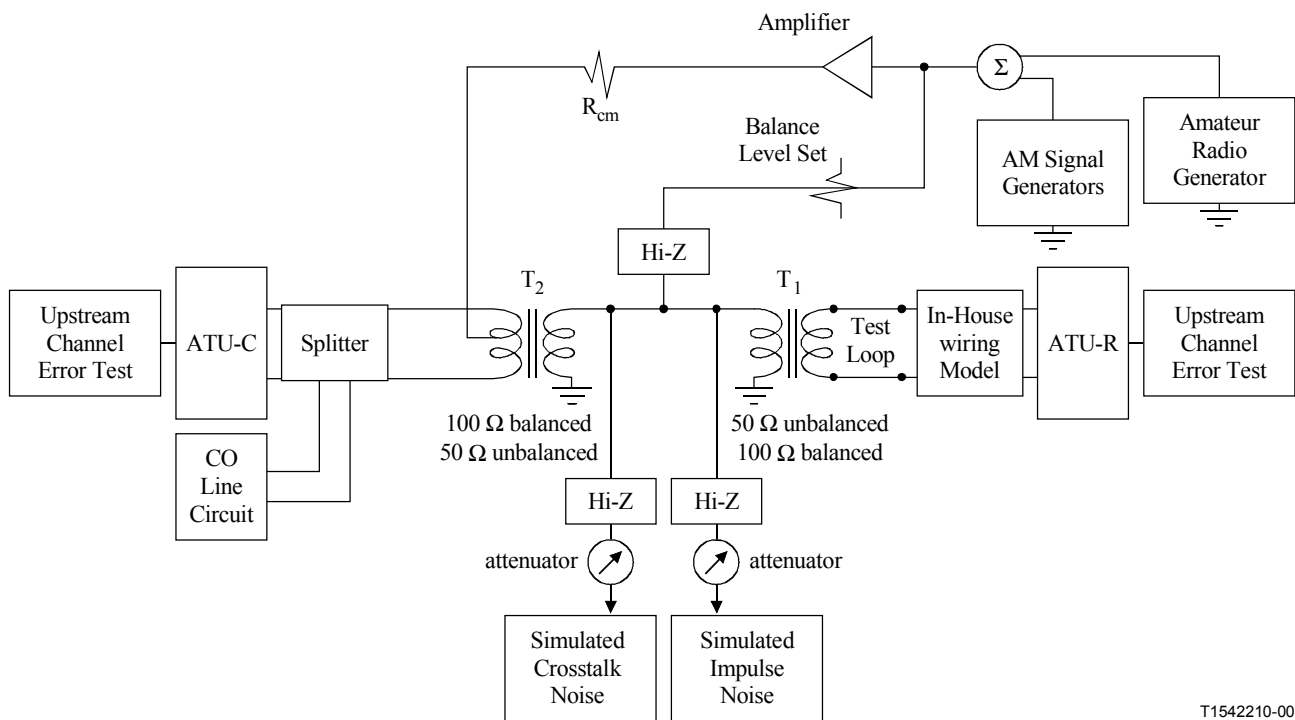 Amplifier
Σ
R_cm
Balance
Level Set
AM Signal
Generators
Amateur
Radio
Generator
Hi-Z
T_2
T_1
Upstream
Channel
Error Test
ATU-C
Splitter
Test
Loop
In-House
wiring
Model
ATU-R
Upstream
Channel
Error Test
100 Ω balanced
50 Ω unbalanced
50 Ω unbalanced
100 Ω balanced
CO
Line
Circuit
Hi-Z
Hi-Z
attenuator
attenuator
Simulated
Crosstalk
Noise
Simulated
Impulse
Noise
T1542210-00